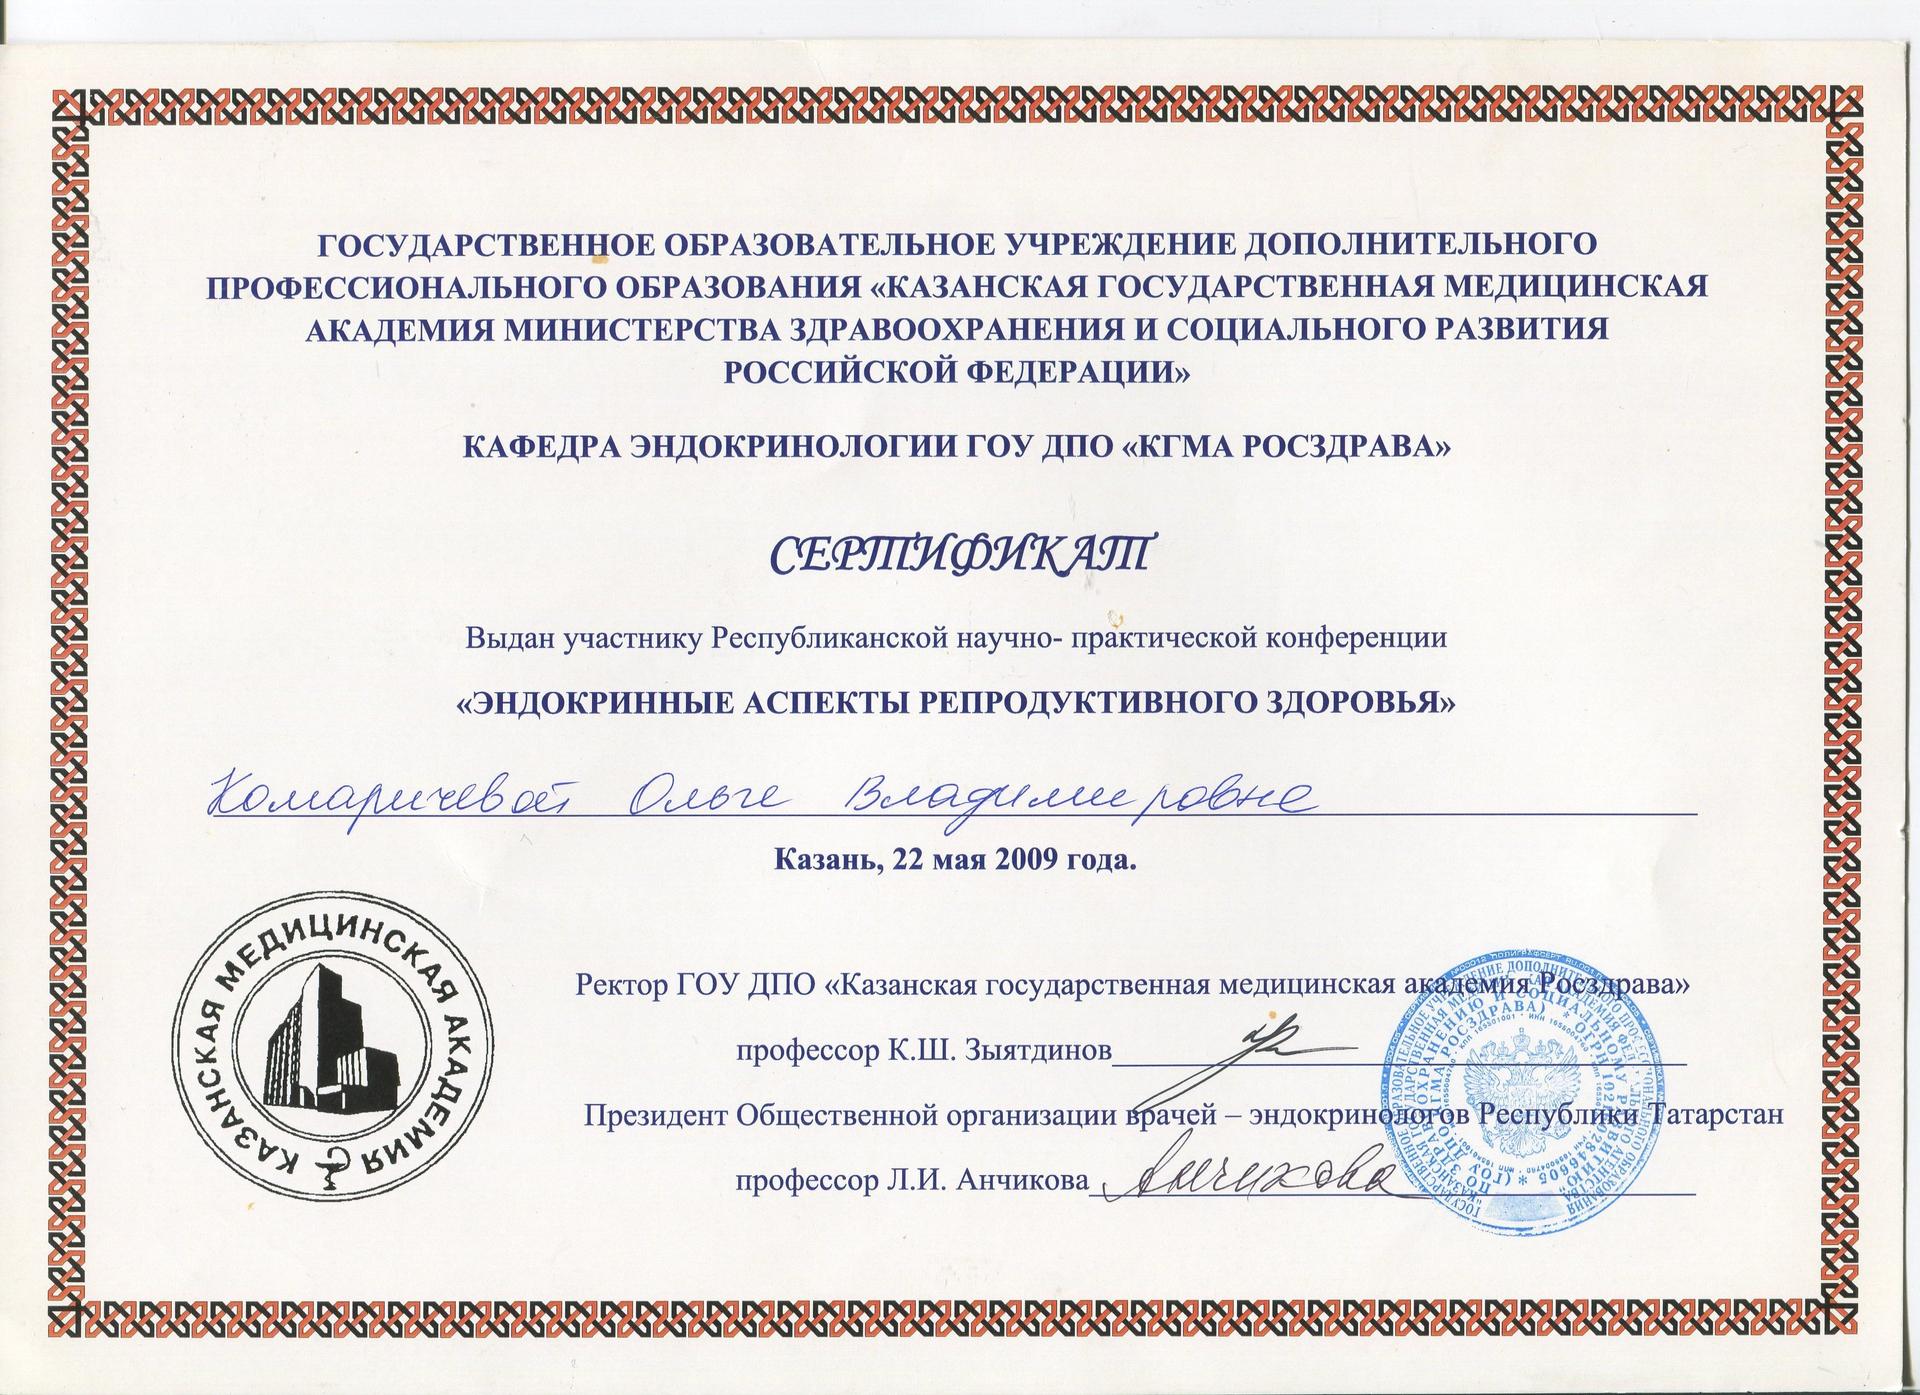 ГОСУДАРСТВЕННОЕ ОБРАЗОВАТЕЛЬНОЕ УЧРЕЖДЕНИЕ ДОПОЛНИТЕЛЬНОГО
ПРОФЕССИОНАЛЬНОГО ОБРАЗОВАНИЯ «КАЗАНСКАЯ ГОСУДАРСТВЕННАЯ МЕДИЦИНСКАЯ
АКАДЕМИЯ МИНИСТЕРСТВА ЗДРАВООХРАНЕНИЯ И СОЦИАЛЬНОГО РАЗВИТИЯ
РОССИЙСКОЙ ФЕДЕРАЦИИ»
КАФЕДРА ЭНДОКРИНОЛОГИИ ГОУ ДПО «КГМА РОСЗДРАВА»
СЕРТИФИКАТ
Выдан участнику Республиканской научно- практической конференции
«ЭНДОКРИННЫЕ АСПЕКТЫ РЕПРОДУКТИВНОГО ЗДОРОВЬЯ»
Комаричевой Ольге Владимировне
Казань, 22 мая 2009 года.
КАЗАНСКАЯ МЕДИЦИНСКАЯ АКАДЕМИЯ
Ректор ГОУ ДПО «Казанская государственная медицинская академия Росздрава»
профессор К.Ш. Зыятдинов
Президент Общественной организации врачей – эндокринологов Республики Татарстан
профессор Л.И. Анчикова
Анчикова